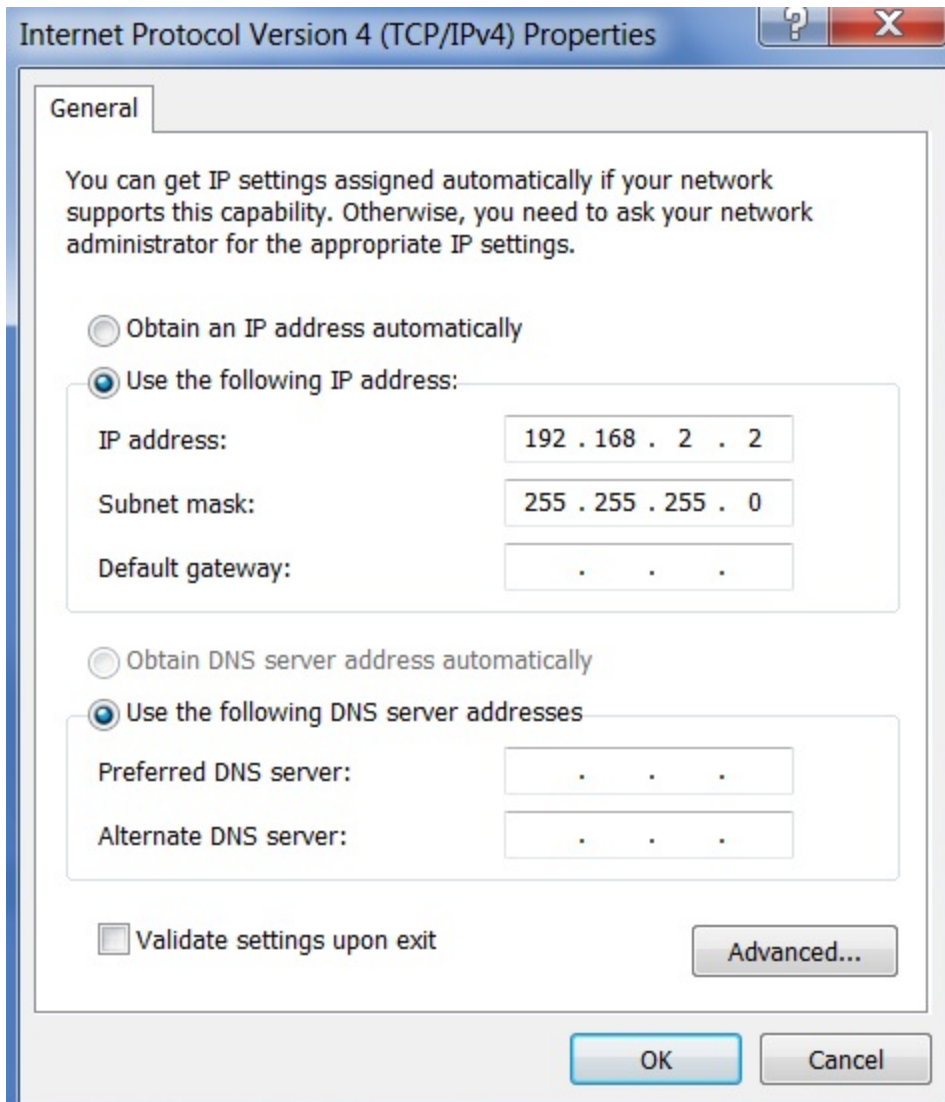 Internet Protocol Version 4 (TCP/IPv4) Properties
?
X
General
You can get IP settings assigned automatically if your network
supports this capability. Otherwise, you need to ask your network
administrator for the appropriate IP settings.
Obtain an IP address automatically
Use the following IP address:
IP address: 192 . 168 . 2 . 2
Subnet mask: 255 . 255 . 255 . 0
Default gateway: . . .
Obtain DNS server address automatically
Use the following DNS server addresses
Preferred DNS server: . . .
Alternate DNS server: . . .
Validate settings upon exit
Advanced...
OK Cancel